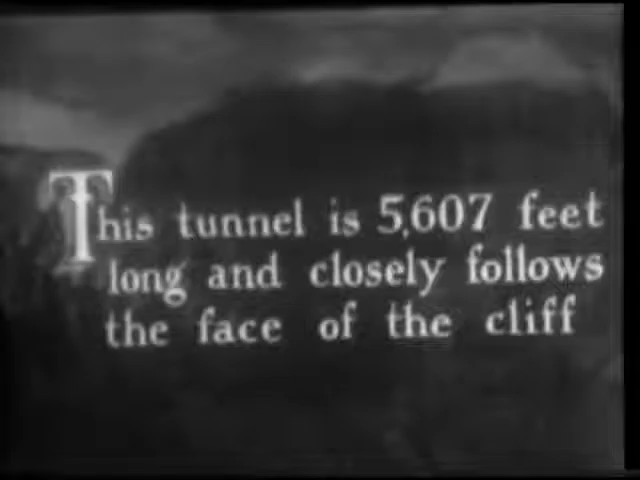 This tunnel is 5,607 feet
long and closely follows
the face of the cliff